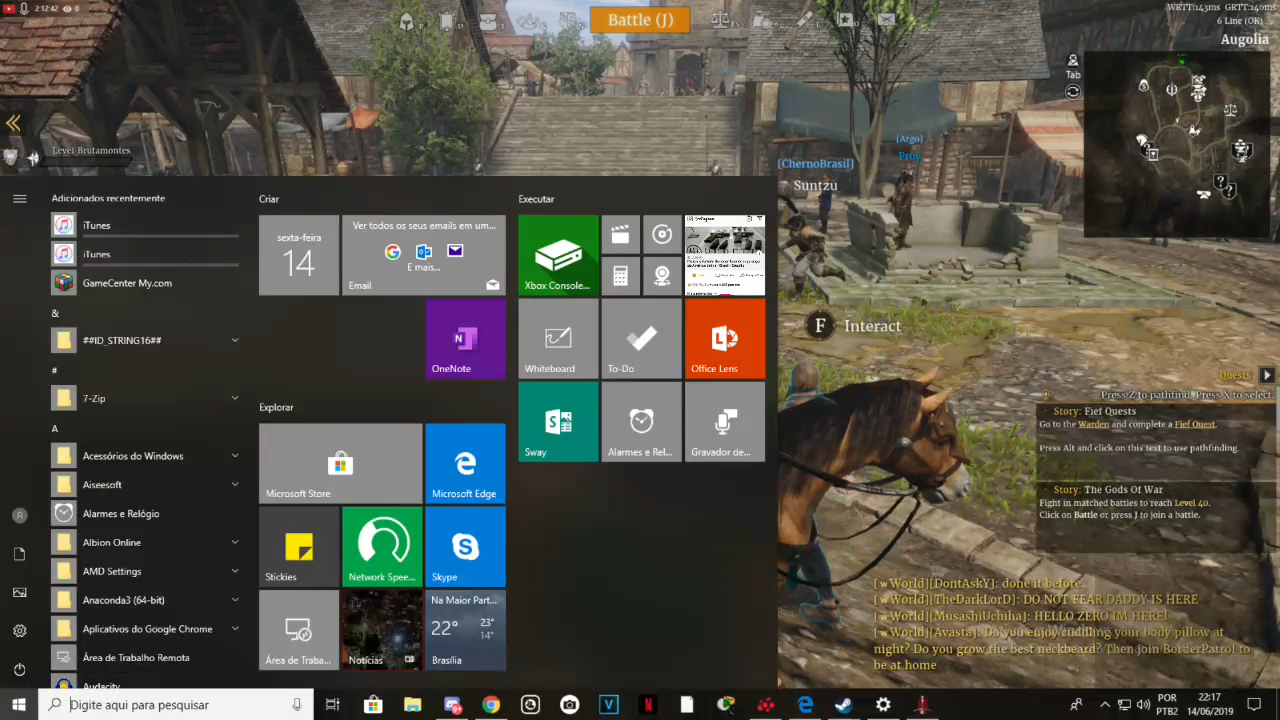 2:12:42 0
Battle (J)
WRTT:143ms GRTT:140ms
6 Line (OK)
Augolia
Tab
Level Brutamontes
[Argo]
Proy
[ChernoBrasil]
Suntzu
Adicionados recentemente
iTunes
iTunes
GameCenter My.com
&
##ID_STRING16##
#
7-Zip
A
Acessórios do Windows
Aiseesoft
Alarmes e Relógio
Albion Online
AMD Settings
Anaconda3 (64-bit)
Aplicativos do Google Chrome
Área de Trabalho Remota
Audacity
Criar
sexta-feira
14
Ver todos os seus emails em um...
E mais...
Email
OneNote
Explorar
Microsoft Store
Microsoft Edge
Stickies
Network Spee...
Skype
Área de Traba...
Notícias
Na Maior Part...
22°
23°
14°
Brasília
Executar
Xbox Console...
Whiteboard
To-Do
Office Lens
Sway
Alarmes e Rel...
Gravador de...
F Interact
Quests
Press Z to pathfind. Press X to select.
Story: Fief Quests
Go to the Warden and complete a Fief Quest.
Press Alt and click on this text to use pathfinding.
Story: The Gods Of War
Fight in matched battles to reach Level 40.
Click on Battle or press J to join a battle.
[World][DontAskY]: done it before
[World][TheDarkLorD]: DO NOT FEAR DADDY IS HERE
[World][MusashiUchiha]: HELLO ZERO IM HERE!
[World][Avasta]: Do you enjoy cuddling your body pillow at
night? Do you grow the best neckbeard? Then join BorderPatrol to
be at home
Digite aqui para pesquisar
POR
PTB2
22:17
14/06/2019